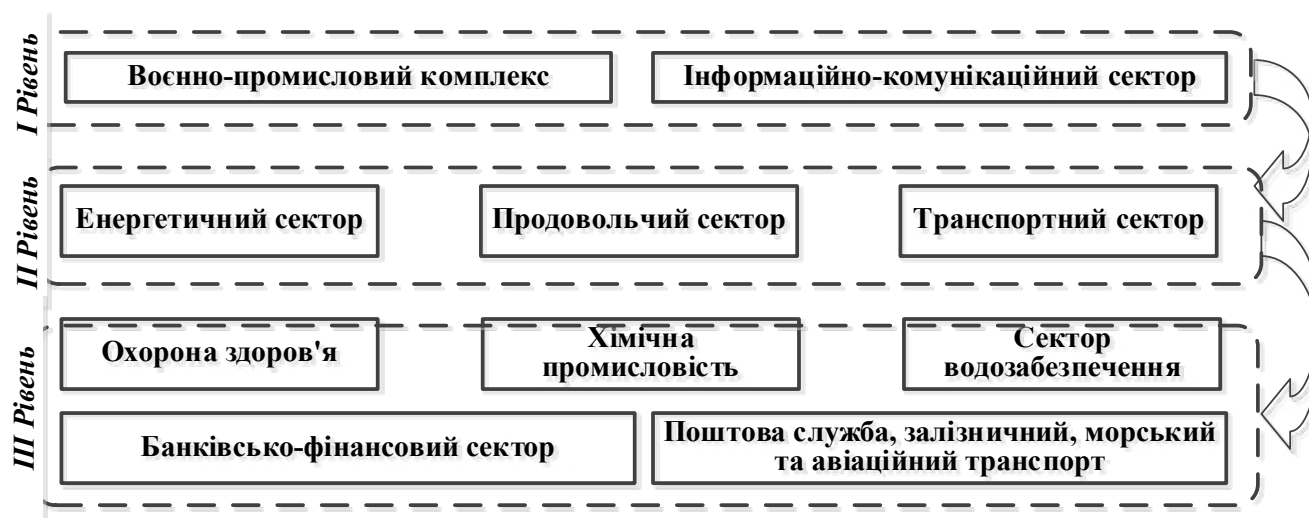 I Рівень
Воєнно-промисловий комплекс
Інформаційно-комунікаційний сектор
II Рівень
Енергетичний сектор
Продовольчий сектор
Транспортний сектор
III Рівень
Охорона здоров'я
Хімічна
промисловість
Сектор
водозабезпечення
Банківсько-фінансовий сектор
Поштова служба, залізничний, морський
та авіаційний транспорт